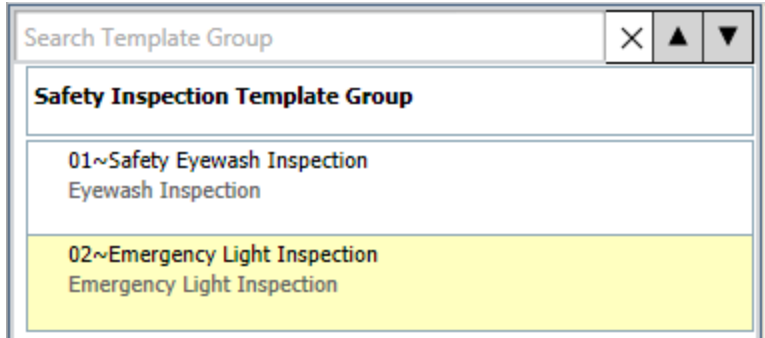 Search Template Group
Safety Inspection Template Group
01~Safety Eyewash Inspection
Eyewash Inspection
02~Emergency Light Inspection
Emergency Light Inspection